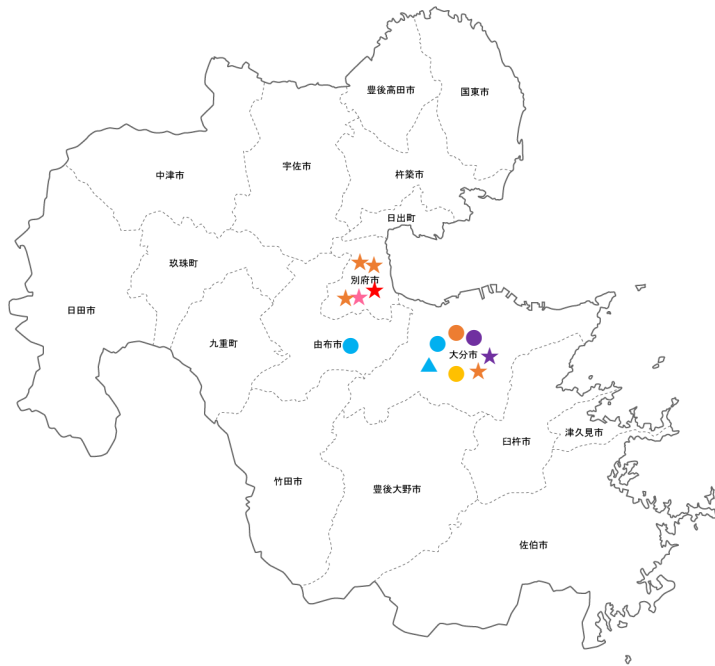 豊後高田市
国東市
宇佐市
中津市
杵築市
日出町
玖珠町
別府市
日田市
九重町
由布市
大分市
津久見市
臼杵市
竹田市
豊後大野市
佐伯市